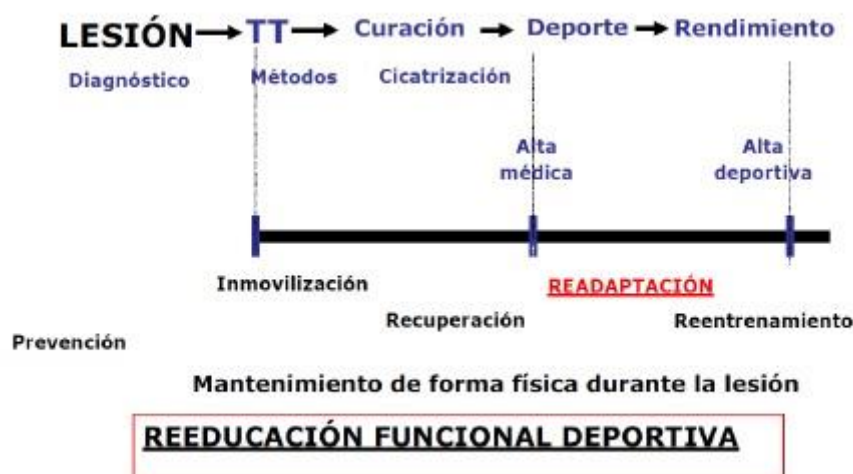 LESIÓN TT Curación Deporte Rendimiento
Diagnóstico Métodos Cicatrización
Alta médica
Alta deportiva
Inmovilización READAPTACIÓN
Recuperación Reentrenamiento
Prevención
Mantenimiento de forma física durante la lesión
REEDUCACIÓN FUNCIONAL DEPORTIVA